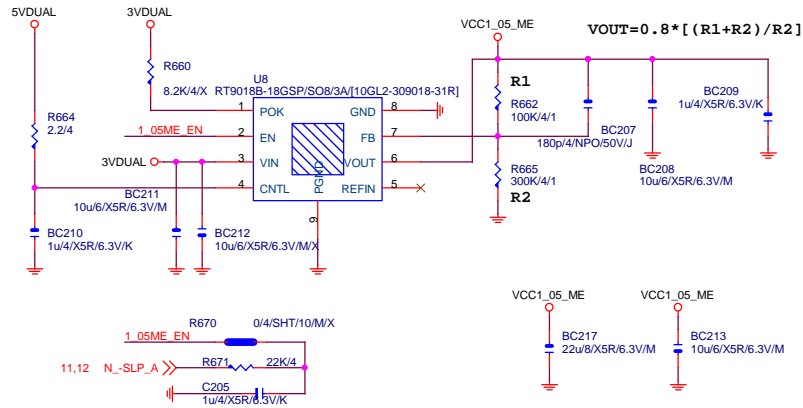 5VDUAL
3VDUAL
VCC1_05_ME
VOUT=0.8*[(R1+R2)/R2]
R660
8.2K/4/X
U8
RT9018B-18GSP/SO8/3A/[10GL2-309018-31R]
R664
2.2/4
1 POK
GND 8
1_05ME_EN
2 EN
FB 7
3VDUAL
3 VIN
VOUT 6
4 CNTL
REFIN 5
PGND
9
R1
R662
100K/4/1
BC207
180p/4/NPO/50V/J
BC209
1u/4/X5R/6.3V/K
R665
300K/4/1
R2
BC208
10u/6/X5R/6.3V/M
BC211
10u/6/X5R/6.3V/M
BC210
1u/4/X5R/6.3V/K
BC212
10u/6/X5R/6.3V/M/X
R670
0/4/SHT/10/M/X
1_05ME_EN
11,12 N_-SLP_A
R671
22K/4
C205
1u/4/X5R/6.3V/K
VCC1_05_ME
BC217
22u/8/X5R/6.3V/M
VCC1_05_ME
BC213
10u/6/X5R/6.3V/M